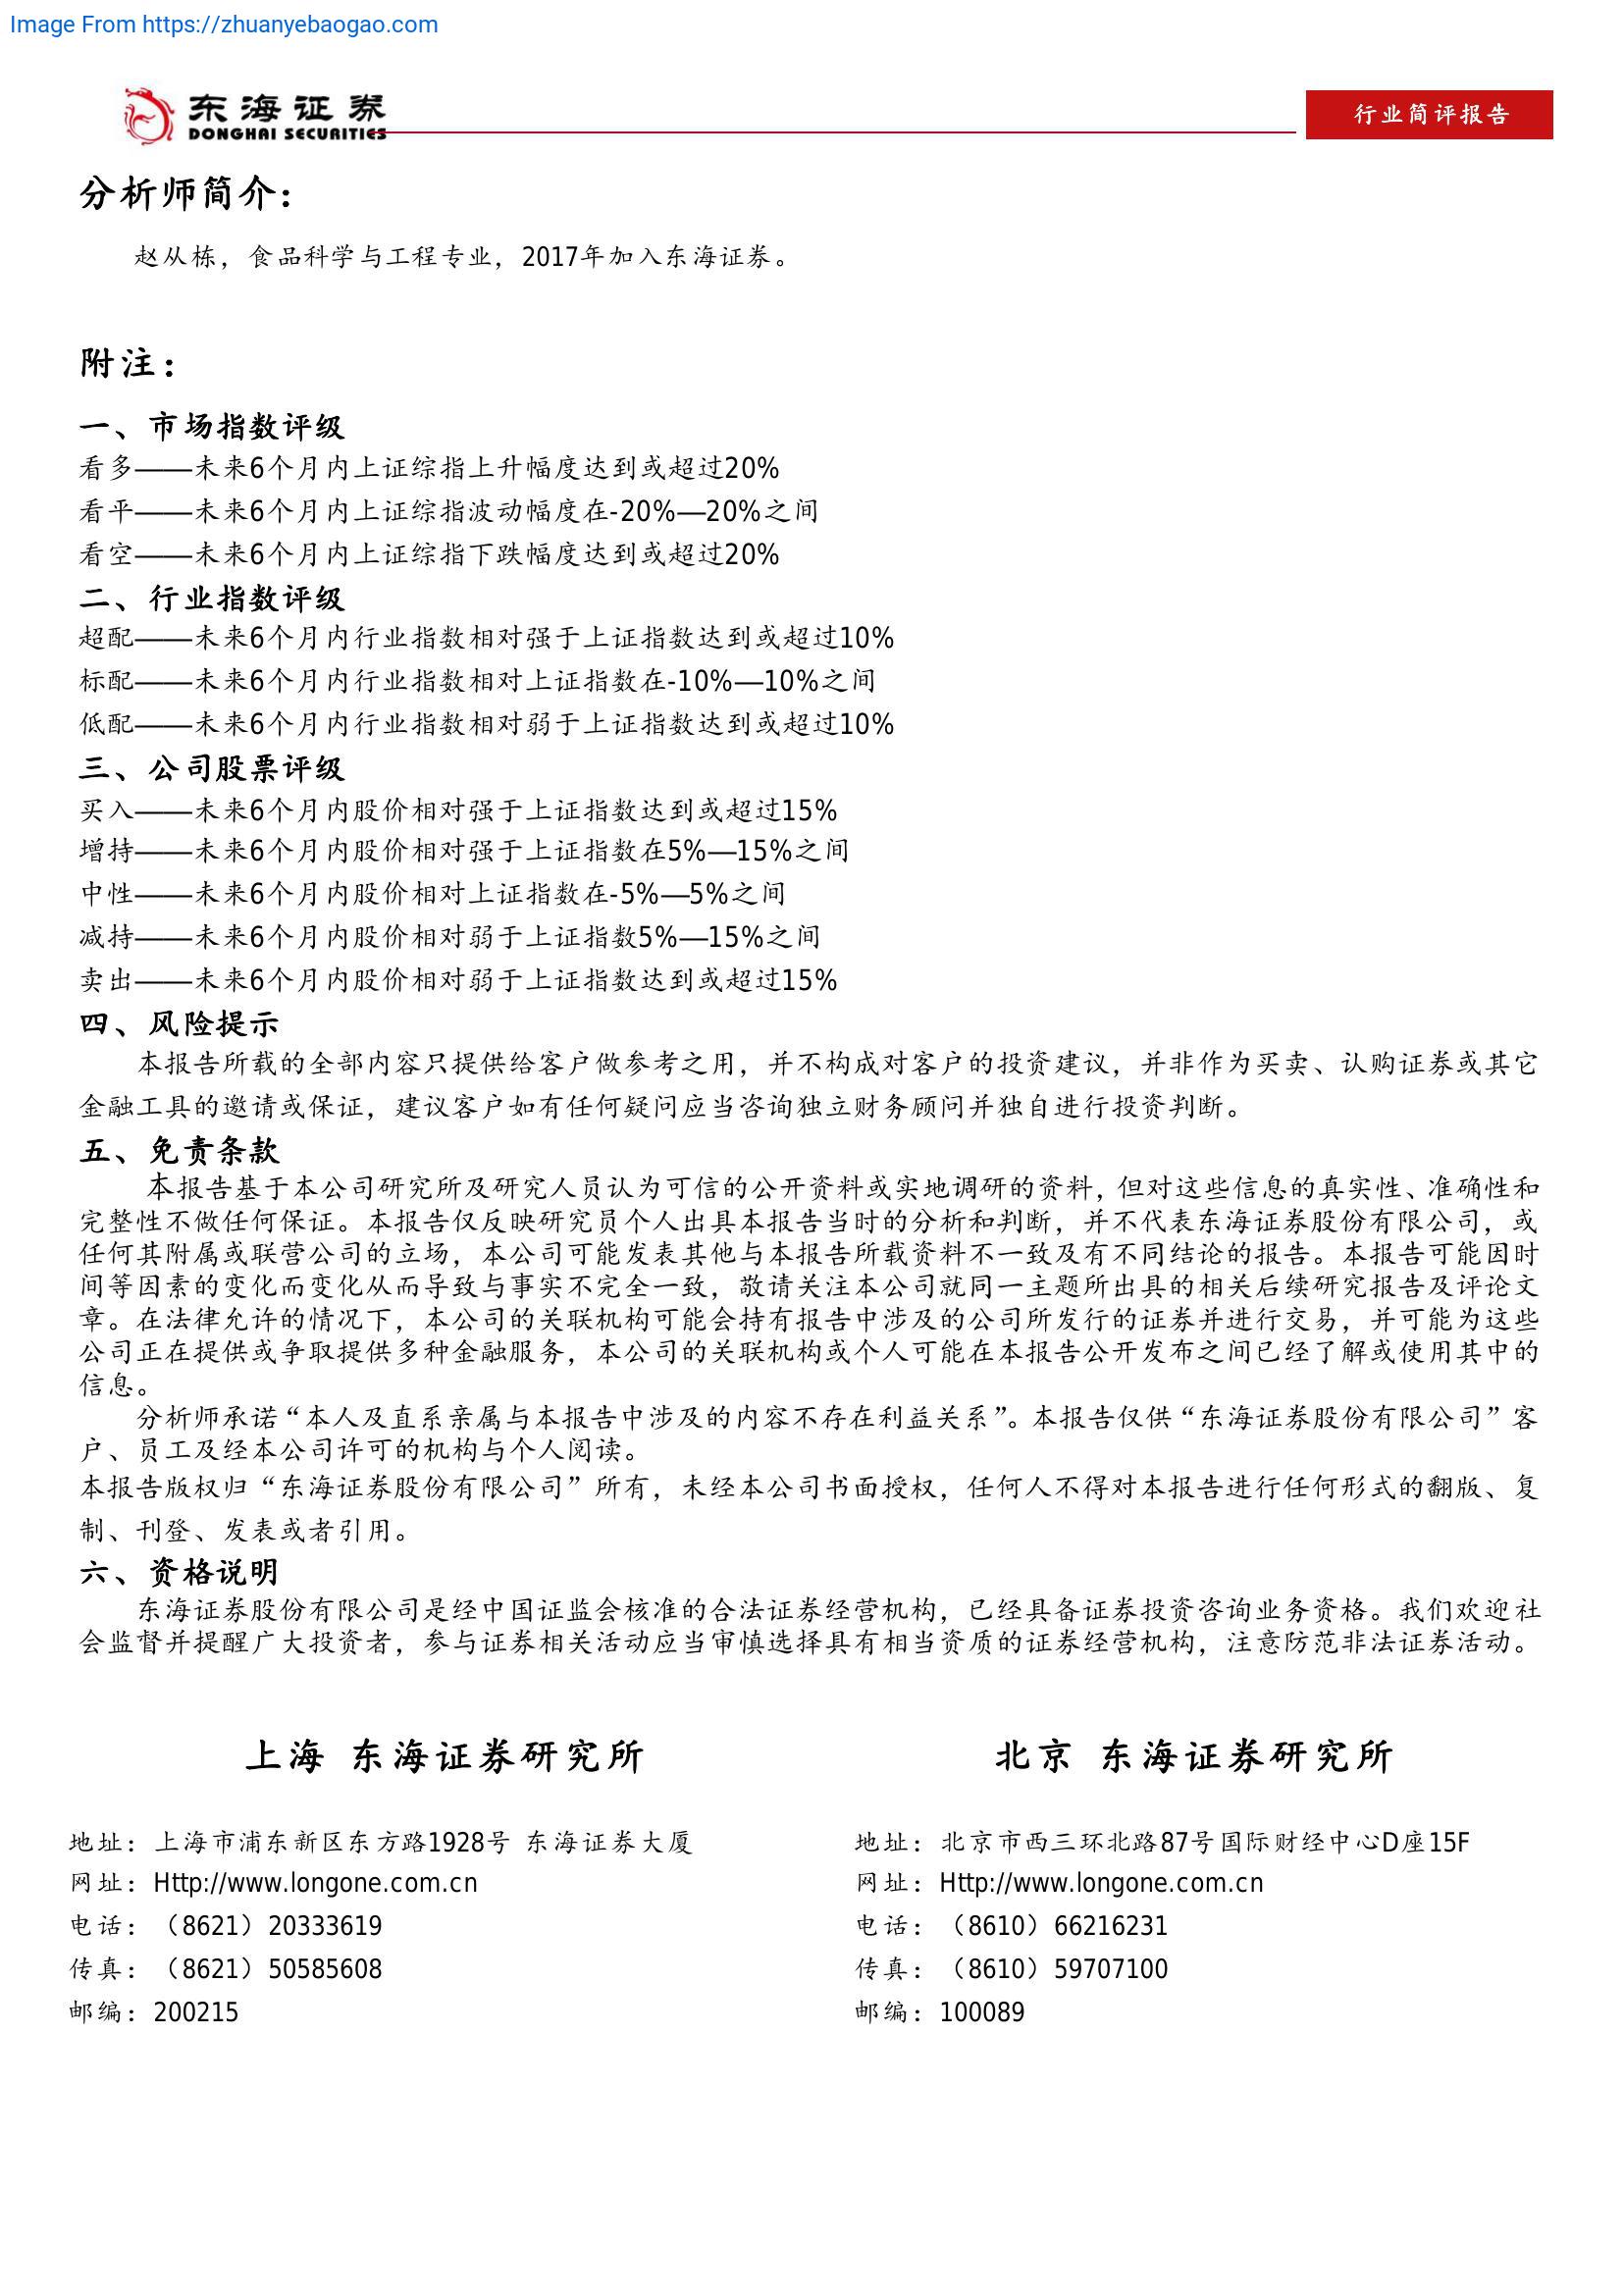 Image From https://zhuanyebaogao.com
东海证券
DONGHAI SECURITIES
行业简评报告
分析师简介:
赵从栋，食品科学与工程专业，2017年加入东海证券。
附注：
一、市场指数评级
看多——未来6个月内上证综指上升幅度达到或超过20%
看平——未来6个月内上证综指波动幅度在-20%—20%之间
看空——未来6个月内上证综指下跌幅度达到或超过20%
二、行业指数评级
超配——未来6个月内行业指数相对强于上证指数达到或超过10%
标配——未来6个月内行业指数相对上证指数在-10%—10%之间
低配——未来6个月内行业指数相对弱于上证指数达到或超过10%
三、公司股票评级
买入——未来6个月内股价相对强于上证指数达到或超过15%
增持——未来6个月内股价相对强于上证指数在5%—15%之间
中性——未来6个月内股价相对上证指数在-5%—5%之间
减持——未来6个月内股价相对弱于上证指数5%—15%之间
卖出——未来6个月内股价相对弱于上证指数达到或超过15%
四、风险提示
本报告所载的全部内容只提供给客户做参考之用，并不构成对客户的投资建议，并非作为买卖、认购证券或其它
金融工具的邀请或保证，建议客户如有任何疑问应当咨询独立财务顾问并独自进行投资判断。
五、免责条款
本报告基于本公司研究所及研究人员认为可信的公开资料或实地调研的资料，但对这些信息的真实性、准确性和
完整性不做任何保证。本报告仅反映研究员个人出具本报告当时的分析和判断，并不代表东海证券股份有限公司，或
任何其附属或联营公司的立场，本公司可能发表其他与本报告所载资料不一致及有不同结论的报告。本报告可能因时
间等因素的变化而变化从而导致与事实不完全一致，敬请关注本公司就同一主题所出具的相关后续研究报告及评论文
章。在法律允许的情况下，本公司的关联机构可能会持有报告中涉及的公司所发行的证券并进行交易，并可能为这些
公司正在提供或争取提供多种金融服务，本公司的关联机构或个人可能在本报告公开发布之间已经了解或使用其中的
信息。
分析师承诺“本人及直系亲属与本报告中涉及的内容不存在利益关系”。本报告仅供“东海证券股份有限公司”客
户、员工及经本公司许可的机构与个人阅读。
本报告版权归“东海证券股份有限公司”所有，未经本公司书面授权，任何人不得对本报告进行任何形式的翻版、复
制、刊登、发表或者引用。
六、资格说明
东海证券股份有限公司是经中国证监会核准的合法证券经营机构，已经具备证券投资咨询业务资格。我们欢迎社
会监督并提醒广大投资者，参与证券相关活动应当审慎选择具有相当资质的证券经营机构，注意防范非法证券活动。
上海 东海证券研究所
地址：上海市浦东新区东方路1928号 东海证券大厦
网址：Http://www.longone.com.cn
电话：（8621）20333619
传真：（8621）50585608
邮编：200215
北京 东海证券研究所
地址：北京市西三环北路87号国际财经中心D座15F
网址：Http://www.longone.com.cn
电话：（8610）66216231
传真：（8610）59707100
邮编：100089